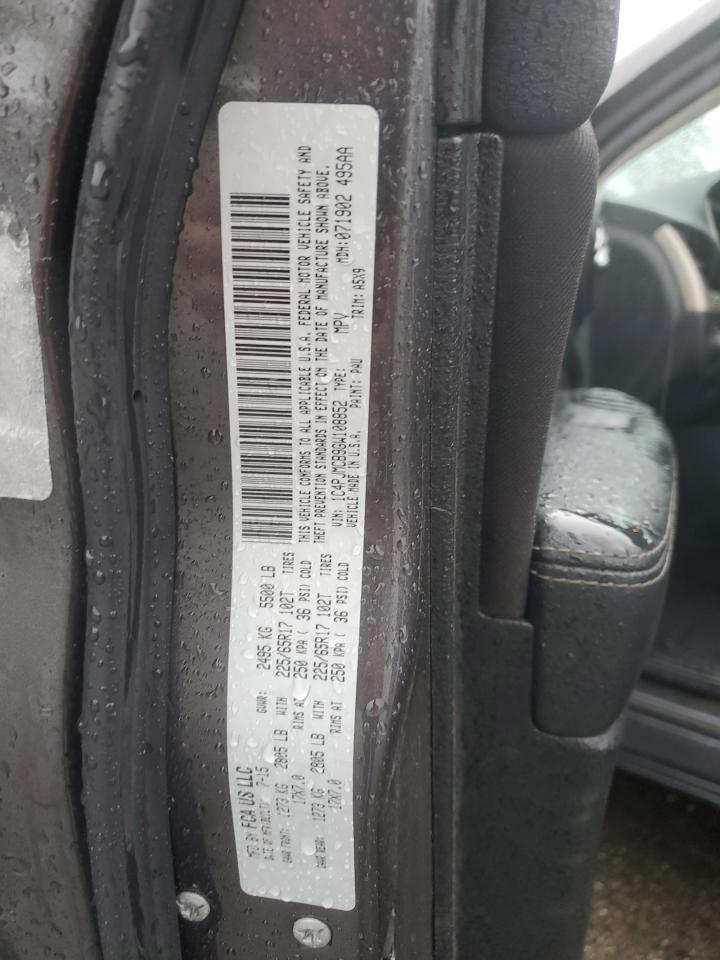 MFD BY FCA US LLC
DATE OF MFR 7-15 GVWR: 2495 KG 5500 LB
GAWR FRONT: 1273 KG 2805 LB WITH 225/65R17 102T TIRES
17X7.0 RIMS AT 250 KPA ( 36 PSI) COLD
GAWR REAR: 1273 KG 2805 LB WITH 225/65R17 102T TIRES
17X7.0 RIMS AT 250 KPA ( 36 PSI) COLD
THIS VEHICLE CONFORMS TO ALL APPLICABLE U.S.A. FEDERAL MOTOR VEHICLE SAFETY AND
THEFT PREVENTION STANDARDS IN EFFECT ON THE DATE OF MANUFACTURE SHOWN ABOVE.
VIN: 1C4PJMCB9GW108852 TYPE: MPV MDH:071902 495AA
VEHICLE MADE IN U.S.A. PAINT: PAU TRIM: A5X9